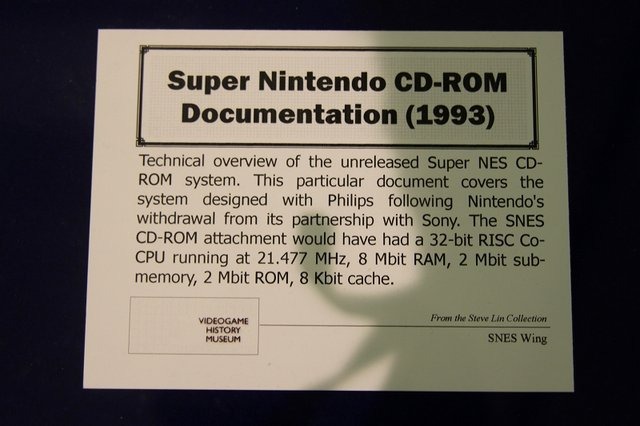 Super Nintendo CD-ROM
Documentation (1993)
Technical overview of the unreleased Super NES CD-
ROM system. This particular document covers the
system designed with Philips following Nintendo's
withdrawal from its partnership with Sony. The SNES
CD-ROM attachment would have had a 32-bit RISC Co-
CPU running at 21.477 MHz, 8 Mbit RAM, 2 Mbit sub-
memory, 2 Mbit ROM, 8 Kbit cache.
VIDEOGAME
HISTORY
MUSEUM
From the Steve Lin Collection
SNES Wing